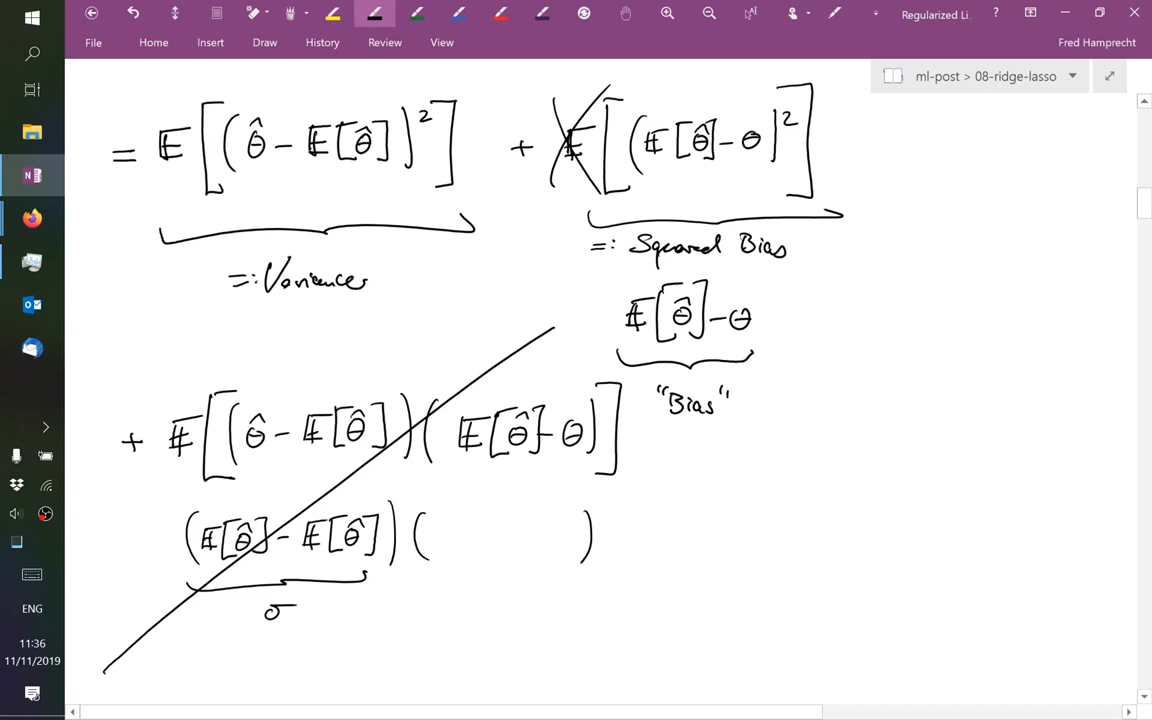 Regularized Li...
File Home Insert Draw History Review View
Fred Hamprecht
ml-post > 08-ridge-lasso
= 𝔼[(θ̂ − 𝔼[θ̂])²] + 𝔼[(𝔼[θ̂] − θ)²]
=: Variance
=: Squared Bias
𝔼[θ̂] − θ
"Bias"
+ 𝔼[(θ̂ − 𝔼[θ̂])(𝔼[θ̂] − θ)]
(𝔼[θ̂] − 𝔼[θ̂])( )
0
ENG
11:36
11/11/2019